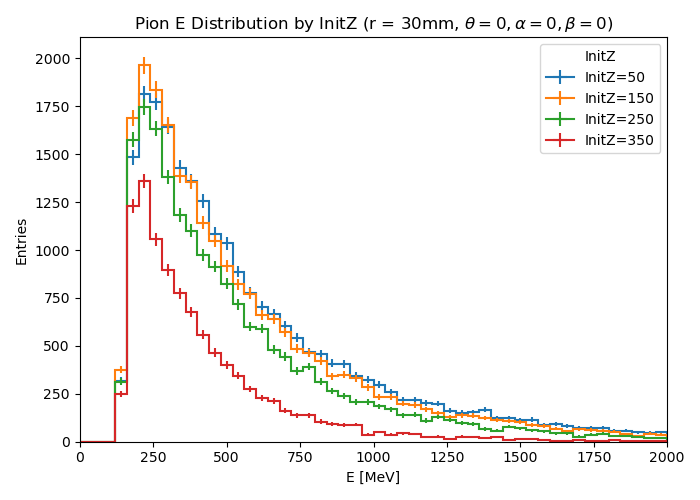 Pion E Distribution by InitZ (r = 30mm, θ = 0, α = 0, β = 0)
InitZ
InitZ=50
InitZ=150
InitZ=250
InitZ=350
Entries
2000
1750
1500
1250
1000
750
500
250
0
0 250 500 750 1000 1250 1500 1750 2000
E [MeV]